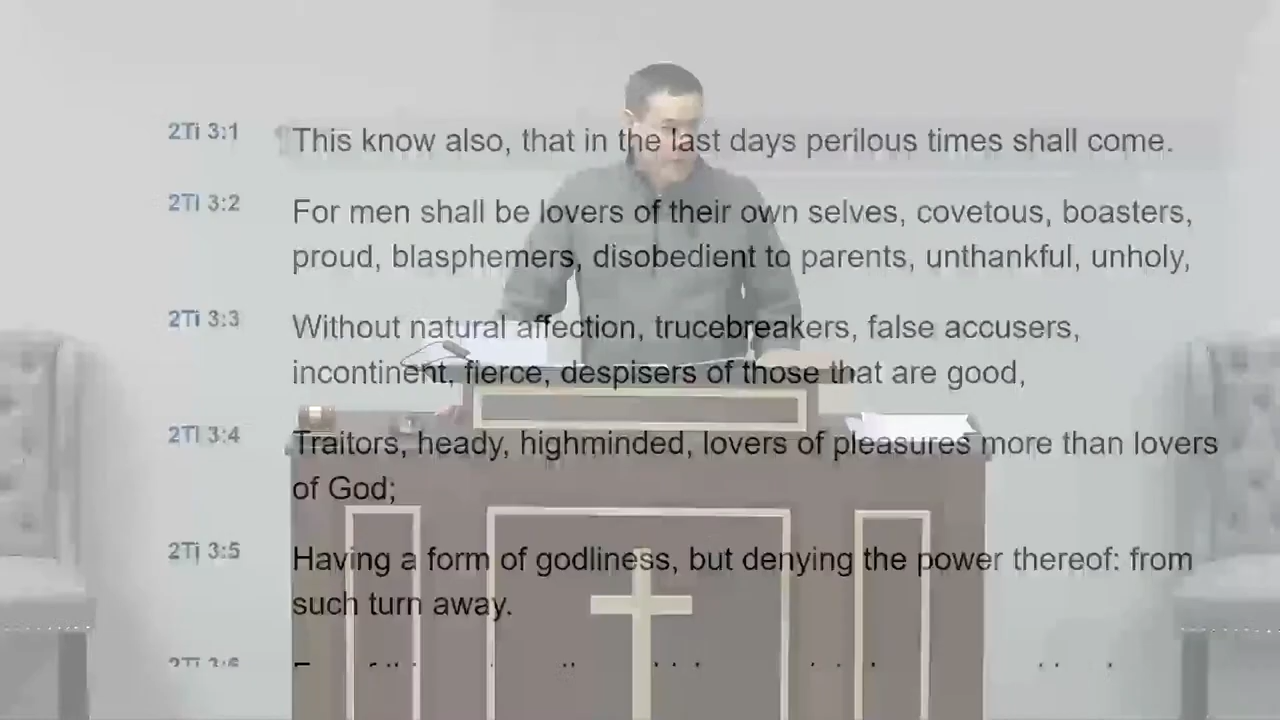 2Ti 3:1 This know also, that in the last days perilous times shall come.
2Ti 3:2 For men shall be lovers of their own selves, covetous, boasters,
proud, blasphemers, disobedient to parents, unthankful, unholy,
2Ti 3:3 Without natural affection, trucebreakers, false accusers,
incontinent, fierce, despisers of those that are good,
2Ti 3:4 Traitors, heady, highminded, lovers of pleasures more than lovers
of God;
2Ti 3:5 Having a form of godliness, but denying the power thereof: from
such turn away.
2Ti 3:6